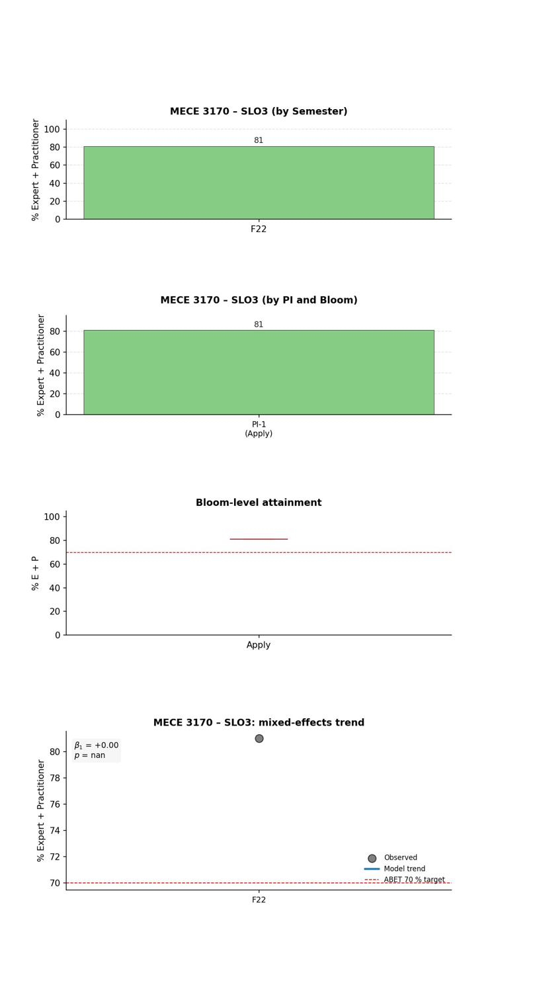 MECE 3170 – SLO3 (by Semester)
% Expert + Practitioner
100
80
60
40
20
0
81
F22
MECE 3170 – SLO3 (by PI and Bloom)
% Expert + Practitioner
80
60
40
20
0
81
PI-1
(Apply)
Bloom-level attainment
% E + P
100
80
60
40
20
0
Apply
MECE 3170 – SLO3: mixed-effects trend
% Expert + Practitioner
80
78
76
74
72
70
β₁ = +0.00
p = nan
Observed
Model trend
ABET 70 % target
F22